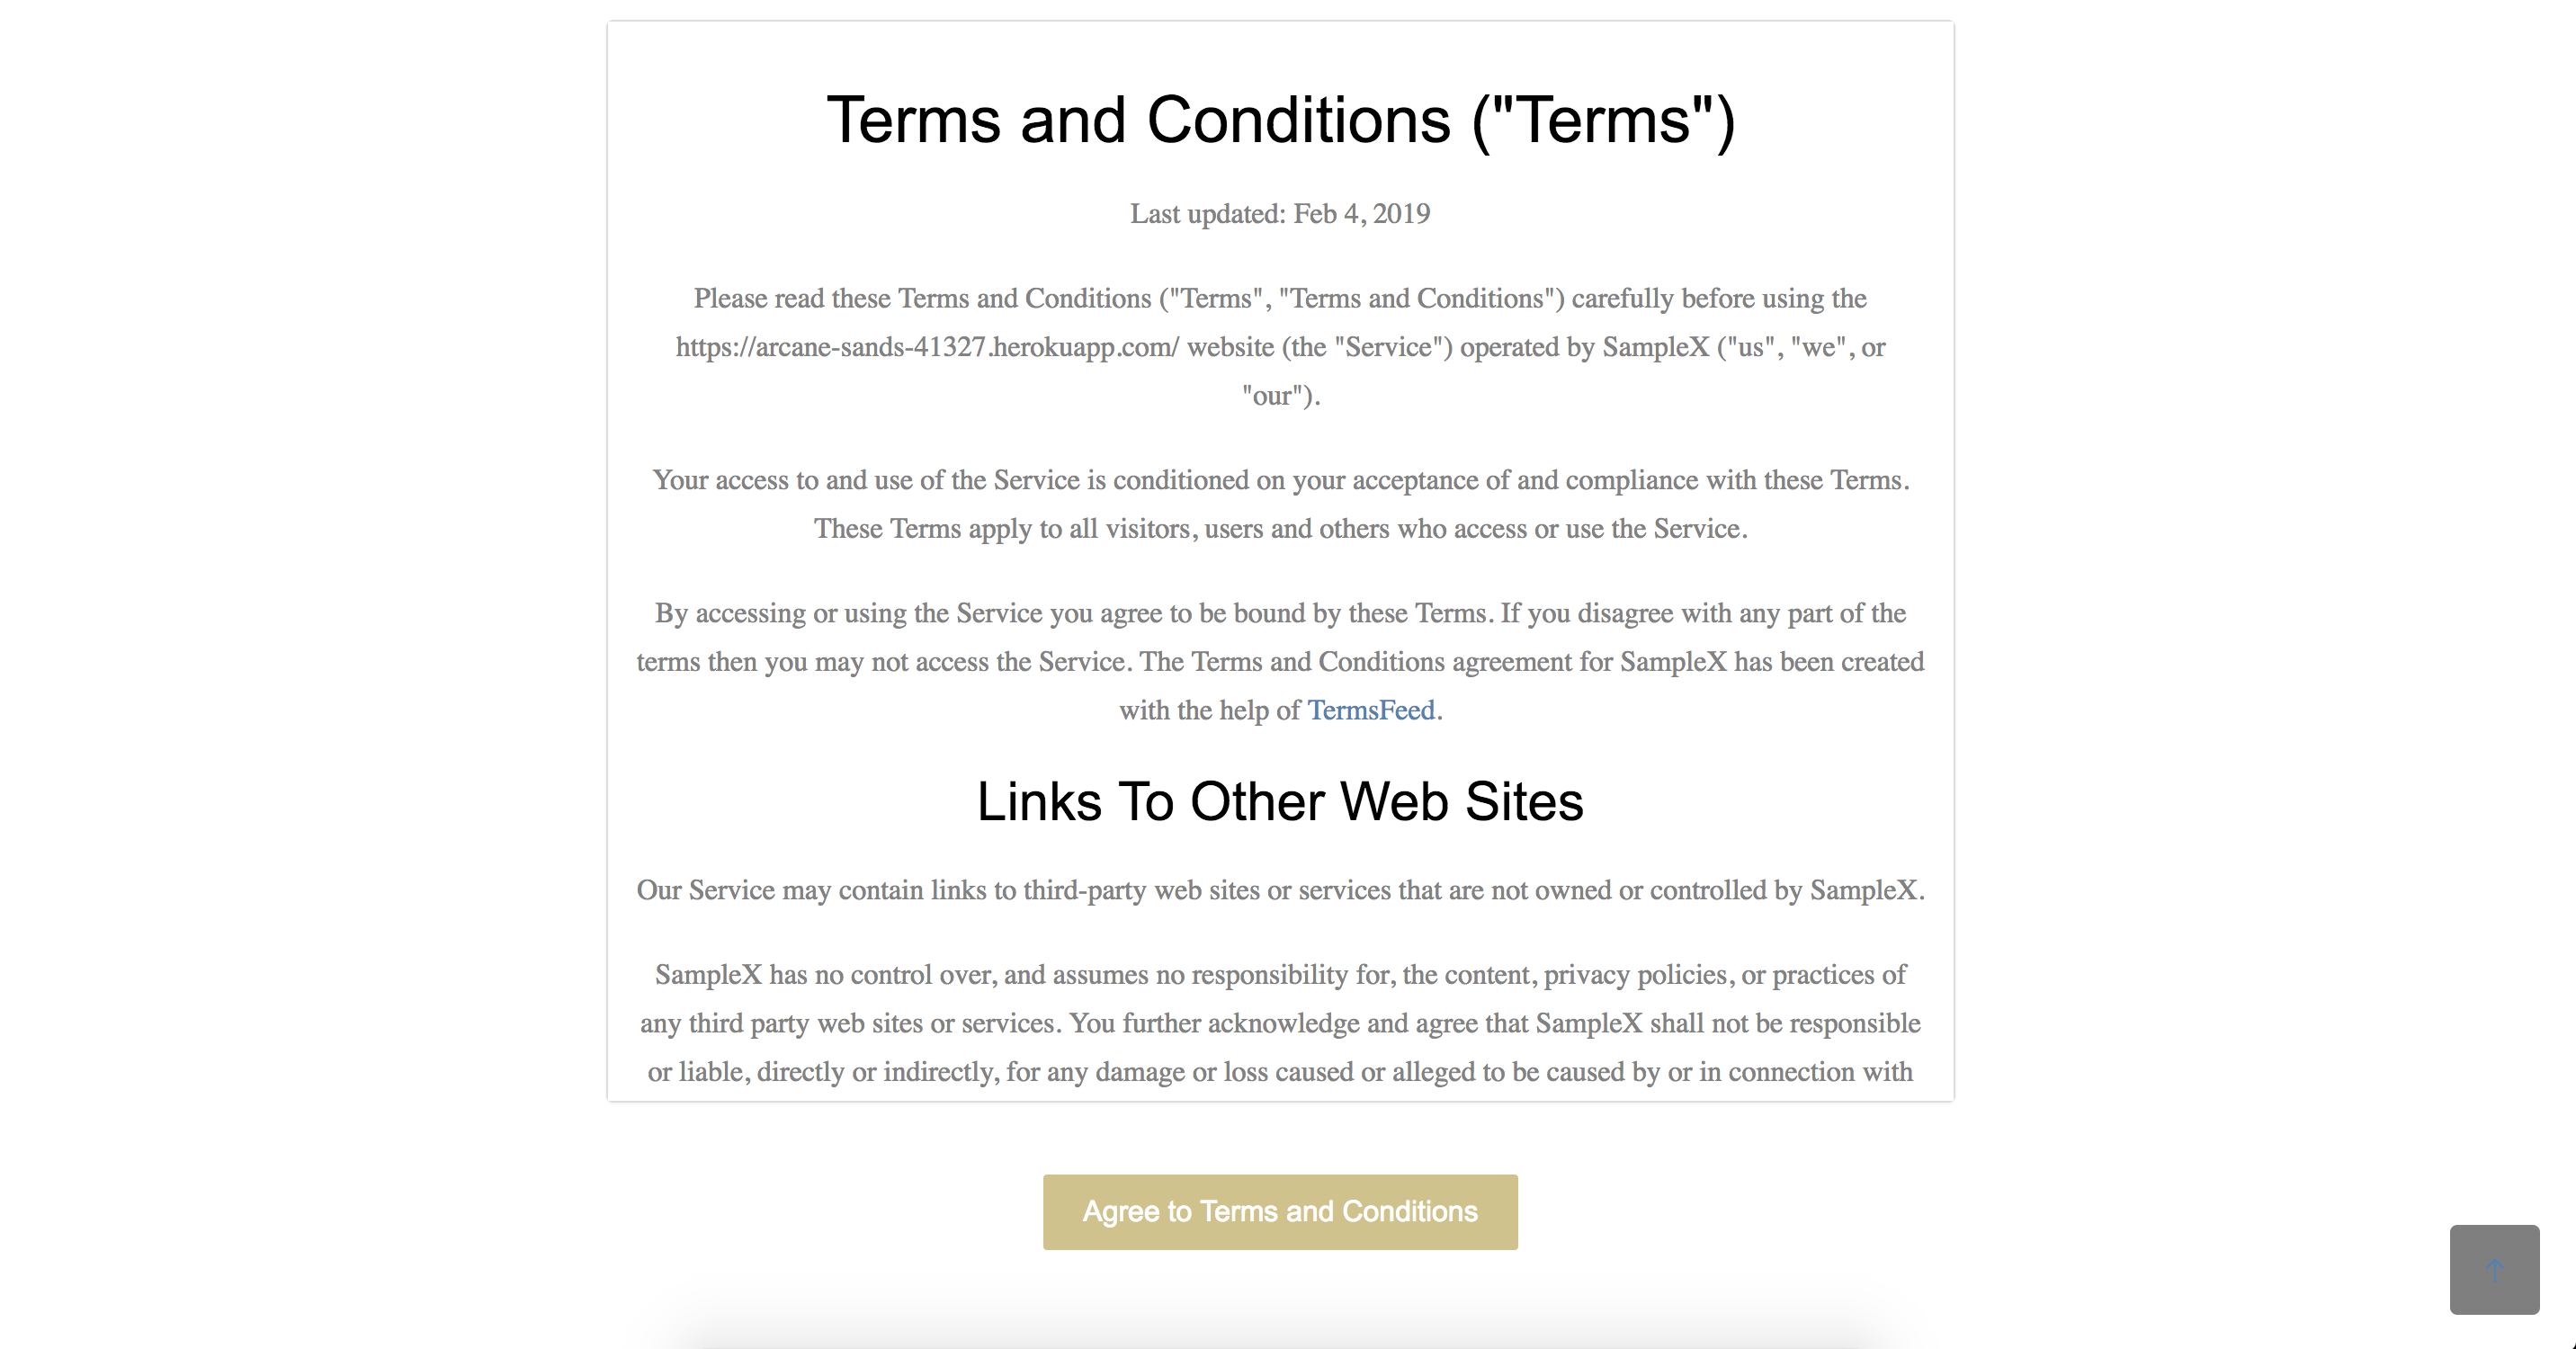 Terms and Conditions ("Terms")
Last updated: Feb 4, 2019
Please read these Terms and Conditions ("Terms", "Terms and Conditions") carefully before using the
https://arcane-sands-41327.herokuapp.com/ website (the "Service") operated by SampleX ("us", "we", or
"our").
Your access to and use of the Service is conditioned on your acceptance of and compliance with these Terms.
These Terms apply to all visitors, users and others who access or use the Service.
By accessing or using the Service you agree to be bound by these Terms. If you disagree with any part of the
terms then you may not access the Service. The Terms and Conditions agreement for SampleX has been created
with the help of TermsFeed.
Links To Other Web Sites
Our Service may contain links to third-party web sites or services that are not owned or controlled by SampleX.
SampleX has no control over, and assumes no responsibility for, the content, privacy policies, or practices of
any third party web sites or services. You further acknowledge and agree that SampleX shall not be responsible
or liable, directly or indirectly, for any damage or loss caused or alleged to be caused by or in connection with
Agree to Terms and Conditions